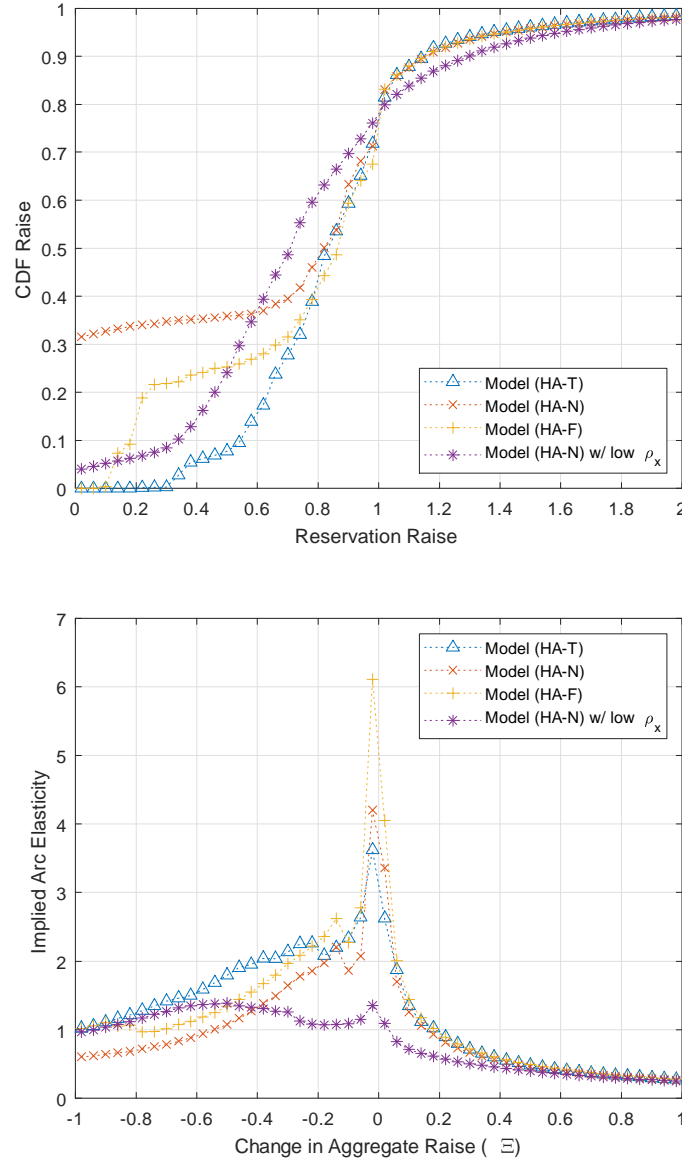 1
0.9
0.8
0.7
0.6
0.5
0.4
0.3
0.2
0.1
0
CDF Raise
Model (HA-T)
Model (HA-N)
Model (HA-F)
Model (HA-N) w/ low ρx
0 0.2 0.4 0.6 0.8 1 1.2 1.4 1.6 1.8 2
Reservation Raise
7
6
5
4
3
2
1
0
Implied Arc Elasticity
Model (HA-T)
Model (HA-N)
Model (HA-F)
Model (HA-N) w/ low ρx
-1 -0.8 -0.6 -0.4 -0.2 0 0.2 0.4 0.6 0.8 1
Change in Aggregate Raise ( Ξ)